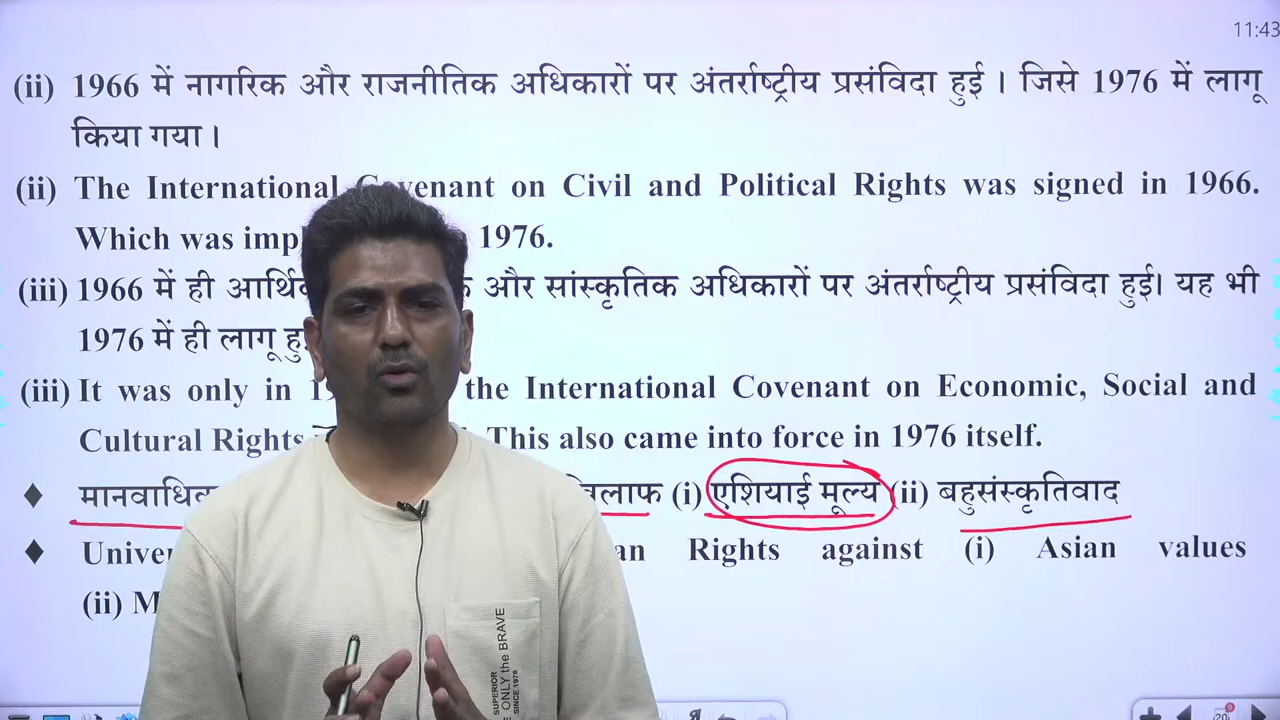 11:43
(ii) 1966 में नागरिक और राजनीतिक अधिकारों पर अंतर्राष्ट्रीय प्रसंविदा हुई । जिसे 1976 में लागू
किया गया ।
(ii) The International Covenant on Civil and Political Rights was signed in 1966.
Which was imp 1976.
(iii) 1966 में ही आर्थिक और सांस्कृतिक अधिकारों पर अंतर्राष्ट्रीय प्रसंविदा हुई। यह भी
1976 में ही लागू
(iii) It was only in the International Covenant on Economic, Social and
Cultural Rights This also came into force in 1976 itself.
♦ खिलाफ (i) एशियाई मूल्य (ii) बहुसंस्कृतिवाद
♦ Rights against (i) Asian values
(ii) M
SUPERIOR
ONLY the BRAVE
SINCE 1978